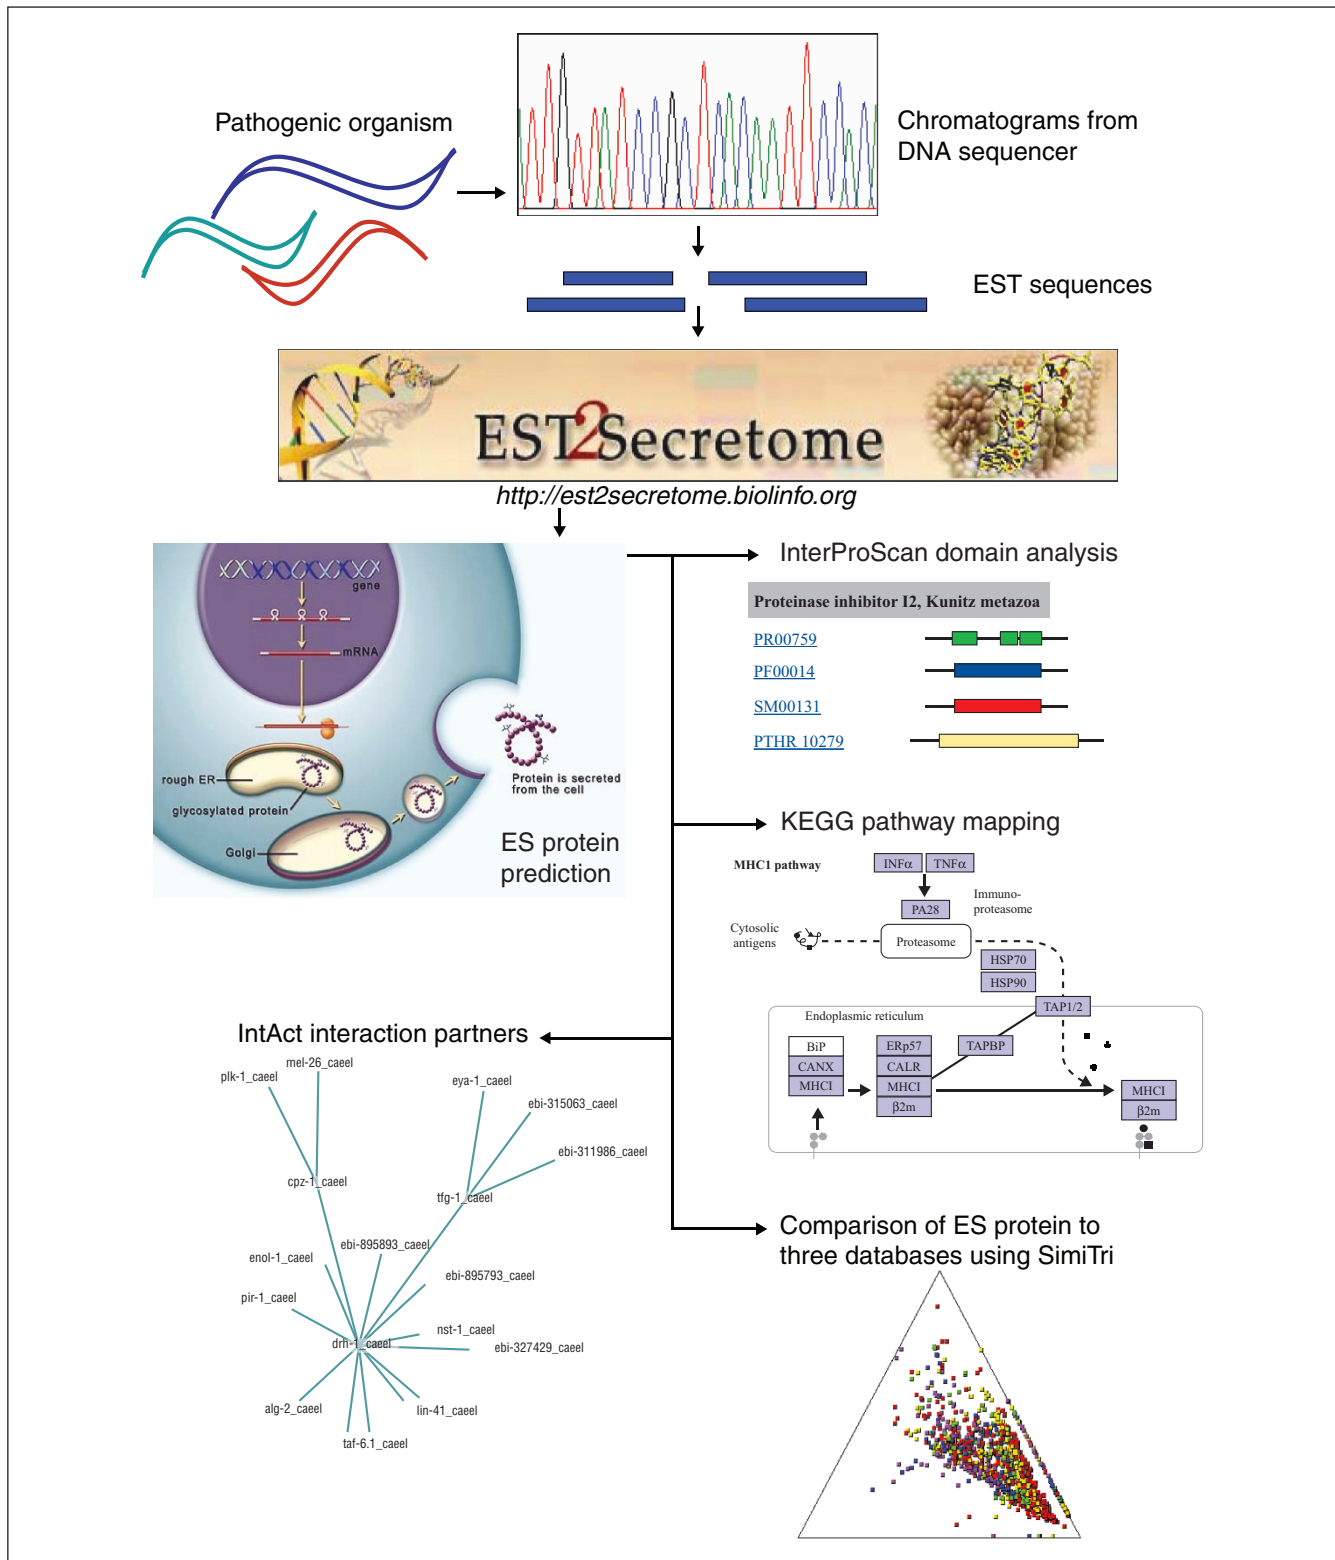 Pathogenic organism
Chromatograms from
DNA sequencer
EST sequences
EST2Secretome
http://est2secretome.biolinfo.org
gene
mRNA
rough ER
glycosylated protein
Golgi
Protein is secreted
from the cell
ES protein
prediction
InterProScan domain analysis
Proteinase inhibitor I2, Kunitz metazoa
PR00759
PF00014
SM00131
PTHR 10279
KEGG pathway mapping
MHC1 pathway
INFα
TNFα
PA28
Immuno-
proteasome
Cytosolic
antigens
Proteasome
HSP70
HSP90
TAP1/2
Endoplasmic reticulum
BiP
CANX
MHCI
ERp57
CALR
MHCI
β2m
TAPBP
MHCI
β2m
IntAct interaction partners
mel-26_caeel
plk-1_caeel
eya-1_caeel
ebi-315063_caeel
ebi-311986_caeel
cpz-1_caeel
tfg-1_caeel
ebi-895893_caeel
enol-1_caeel
ebi-895793_caeel
pir-1_caeel
nst-1_caeel
drh-1_caeel
ebi-327429_caeel
alg-2_caeel
lin-41_caeel
taf-6.1_caeel
Comparison of ES protein to
three databases using SimiTri